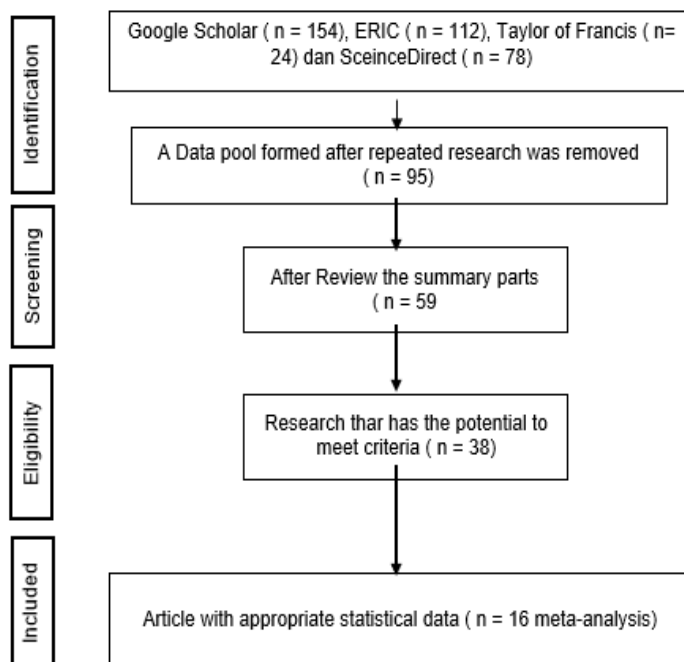 Identification
Google Scholar ( n = 154), ERIC ( n = 112), Taylor of Francis ( n=
24) dan SceinceDirect ( n = 78)
A Data pool formed after repeated research was removed
( n = 95)
Screening
After Review the summary parts
( n = 59
Eligibility
Research thar has the potential to
meet criteria ( n = 38)
Included
Article with appropriate statistical data ( n = 16 meta-analysis)